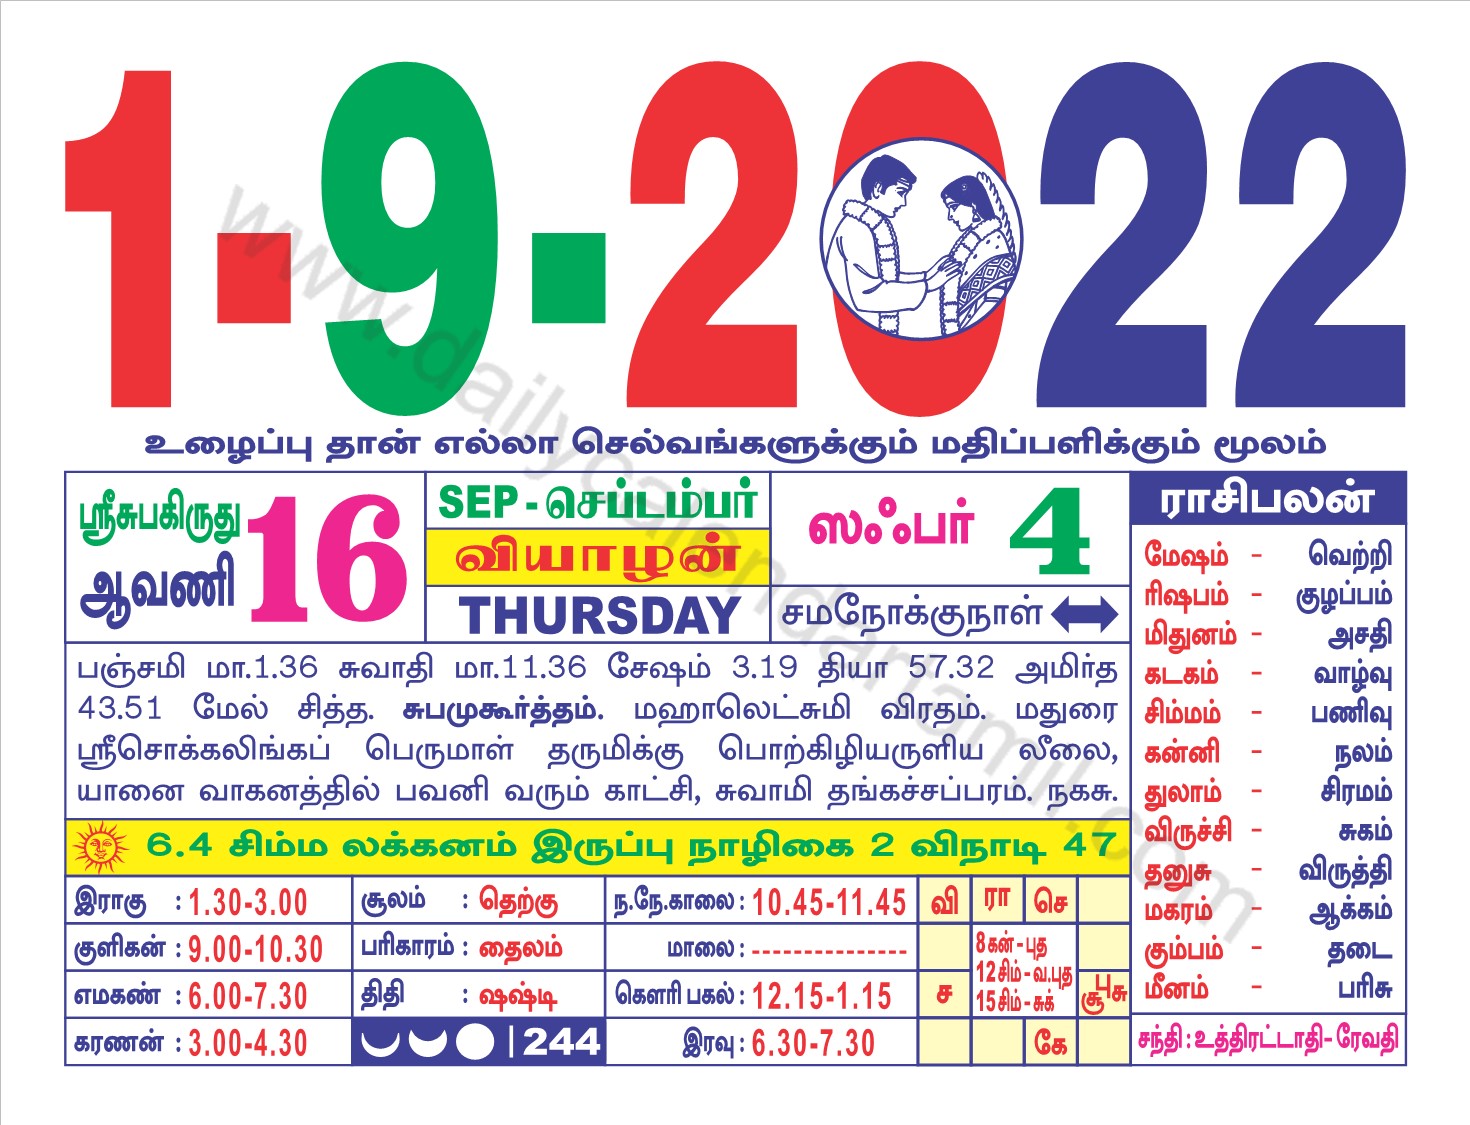 1-9-2022
உழைப்பு தான் எல்லா செல்வங்களுக்கும் மதிப்பளிக்கும் மூலம்
ஸ்ரீசுபகிருது
ஆவணி 16
SEP - செப்டம்பர்
வியாழன்
THURSDAY
ஸஃபர் 4
சமநோக்குநாள்
பஞ்சமி மா.1.36 சுவாதி மா.11.36 சேஷம் 3.19 தியா 57.32 அமிர்த
43.51 மேல் சித்த. சுபமுகூர்த்தம். மஹாலெட்சுமி விரதம். மதுரை
ஸ்ரீசொக்கலிங்கப் பெருமாள் தருமிக்கு பொற்கிழியருளிய லீலை,
யானை வாகனத்தில் பவனி வரும் காட்சி, சுவாமி தங்கச்சப்பரம். நகசு.
6.4 சிம்ம லக்கனம் இருப்பு நாழிகை 2 விநாடி 47
இராகு : 1.30-3.00
குளிகன் : 9.00-10.30
எமகண் : 6.00-7.30
கரணன் : 3.00-4.30
சூலம் : தெற்கு
பரிகாரம் : தைலம்
திதி : ஷஷ்டி
|244
ந.நே.காலை : 10.45-11.45
மாலை : --------------
கௌரி பகல் : 12.15-1.15
இரவு : 6.30-7.30
வி ரா செ
8கன்-புத
12சிம்-வ.புத
15சிம்-சுக்
ச
பு
சூ சு
கே
ராசிபலன்
மேஷம் - வெற்றி
ரிஷபம் - குழப்பம்
மிதுனம் - அசதி
கடகம் - வாழ்வு
சிம்மம் - பணிவு
கன்னி - நலம்
துலாம் - சிரமம்
விருச்சி - சுகம்
தனுசு - விருத்தி
மகரம் - ஆக்கம்
கும்பம் - தடை
மீனம் - பரிசு
சந்தி : உத்திரட்டாதி-ரேவதி
www.dailycalendartamil.com